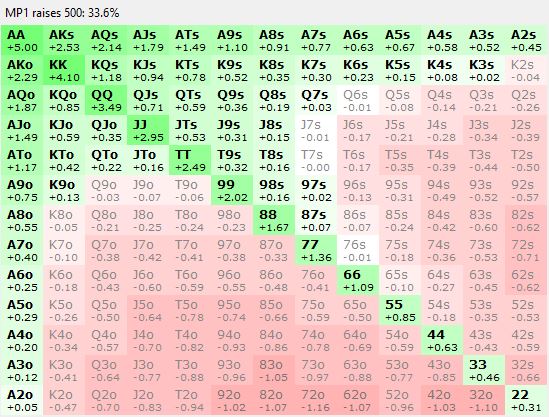 MP1 raises 500: 33.6%
AA AKs AQs AJs ATs A9s A8s A7s A6s A5s A4s A3s A2s
+5.00 +2.53 +2.14 +1.79 +1.49 +1.10 +0.91 +0.77 +0.63 +0.67 +0.58 +0.52 +0.45
AKo KK KQs KJs KTs K9s K8s K7s K6s K5s K4s K3s K2s
+2.29 +4.10 +1.18 +0.94 +0.78 +0.52 +0.35 +0.30 +0.23 +0.15 +0.08 +0.02 -0.04
AQo KQo QQ QJs QTs Q9s Q8s Q7s Q6s Q5s Q4s Q3s Q2s
+1.87 +0.85 +3.49 +0.71 +0.59 +0.36 +0.19 +0.03 -0.01 -0.08 -0.14 -0.21 -0.26
AJo KJo QJo JJ JTs J9s J8s J7s J6s J5s J4s J3s J2s
+1.49 +0.59 +0.35 +2.95 +0.53 +0.31 +0.15 -0.01 -0.17 -0.21 -0.28 -0.34 -0.39
ATo KTo QTo JTo TT T9s T8s T7s T6s T5s T4s T3s T2s
+1.17 +0.42 +0.22 +0.16 +2.49 +0.32 +0.16 -0.00 -0.17 -0.35 -0.39 -0.44 -0.50
A9o K9o Q9o J9o T9o 99 98s 97s 96s 95s 94s 93s 92s
+0.75 +0.13 -0.03 -0.07 -0.06 +2.02 +0.16 +0.02 -0.13 -0.31 -0.49 -0.52 -0.57
A8o K8o Q8o J8o T8o 98o 88 87s 86s 85s 84s 83s 82s
+0.55 -0.05 -0.21 -0.25 -0.24 -0.23 +1.67 +0.07 -0.07 -0.24 -0.42 -0.60 -0.62
A7o K7o Q7o J7o T7o 97o 87o 77 76s 75s 74s 73s 72s
+0.40 -0.10 -0.38 -0.42 -0.41 -0.38 -0.33 +1.36 -0.01 -0.18 -0.36 -0.53 -0.71
A6o K6o Q6o J6o T6o 96o 86o 76o 66 65s 64s 63s 62s
+0.25 -0.18 -0.43 -0.60 -0.59 -0.55 -0.48 -0.41 +1.09 -0.10 -0.27 -0.45 -0.62
A5o K5o Q5o J5o T5o 95o 85o 75o 65o 55 54s 53s 52s
+0.29 -0.26 -0.50 -0.64 -0.78 -0.74 -0.66 -0.59 -0.50 +0.85 -0.18 -0.35 -0.53
A4o K4o Q4o J4o T4o 94o 84o 74o 64o 54o 44 43s 42s
+0.20 -0.34 -0.57 -0.70 -0.82 -0.93 -0.86 -0.78 -0.69 -0.59 +0.63 -0.43 -0.59
A3o K3o Q3o J3o T3o 93o 83o 73o 63o 53o 43o 33 32s
+0.12 -0.41 -0.64 -0.77 -0.88 -0.96 -1.05 -0.97 -0.88 -0.77 -0.85 +0.46 -0.66
A2o K2o Q2o J2o T2o 92o 82o 72o 62o 52o 42o 32o 22
+0.05 -0.47 -0.70 -0.83 -0.94 -1.02 -1.07 -1.16 -1.07 -0.96 -1.03 -1.10 +0.31